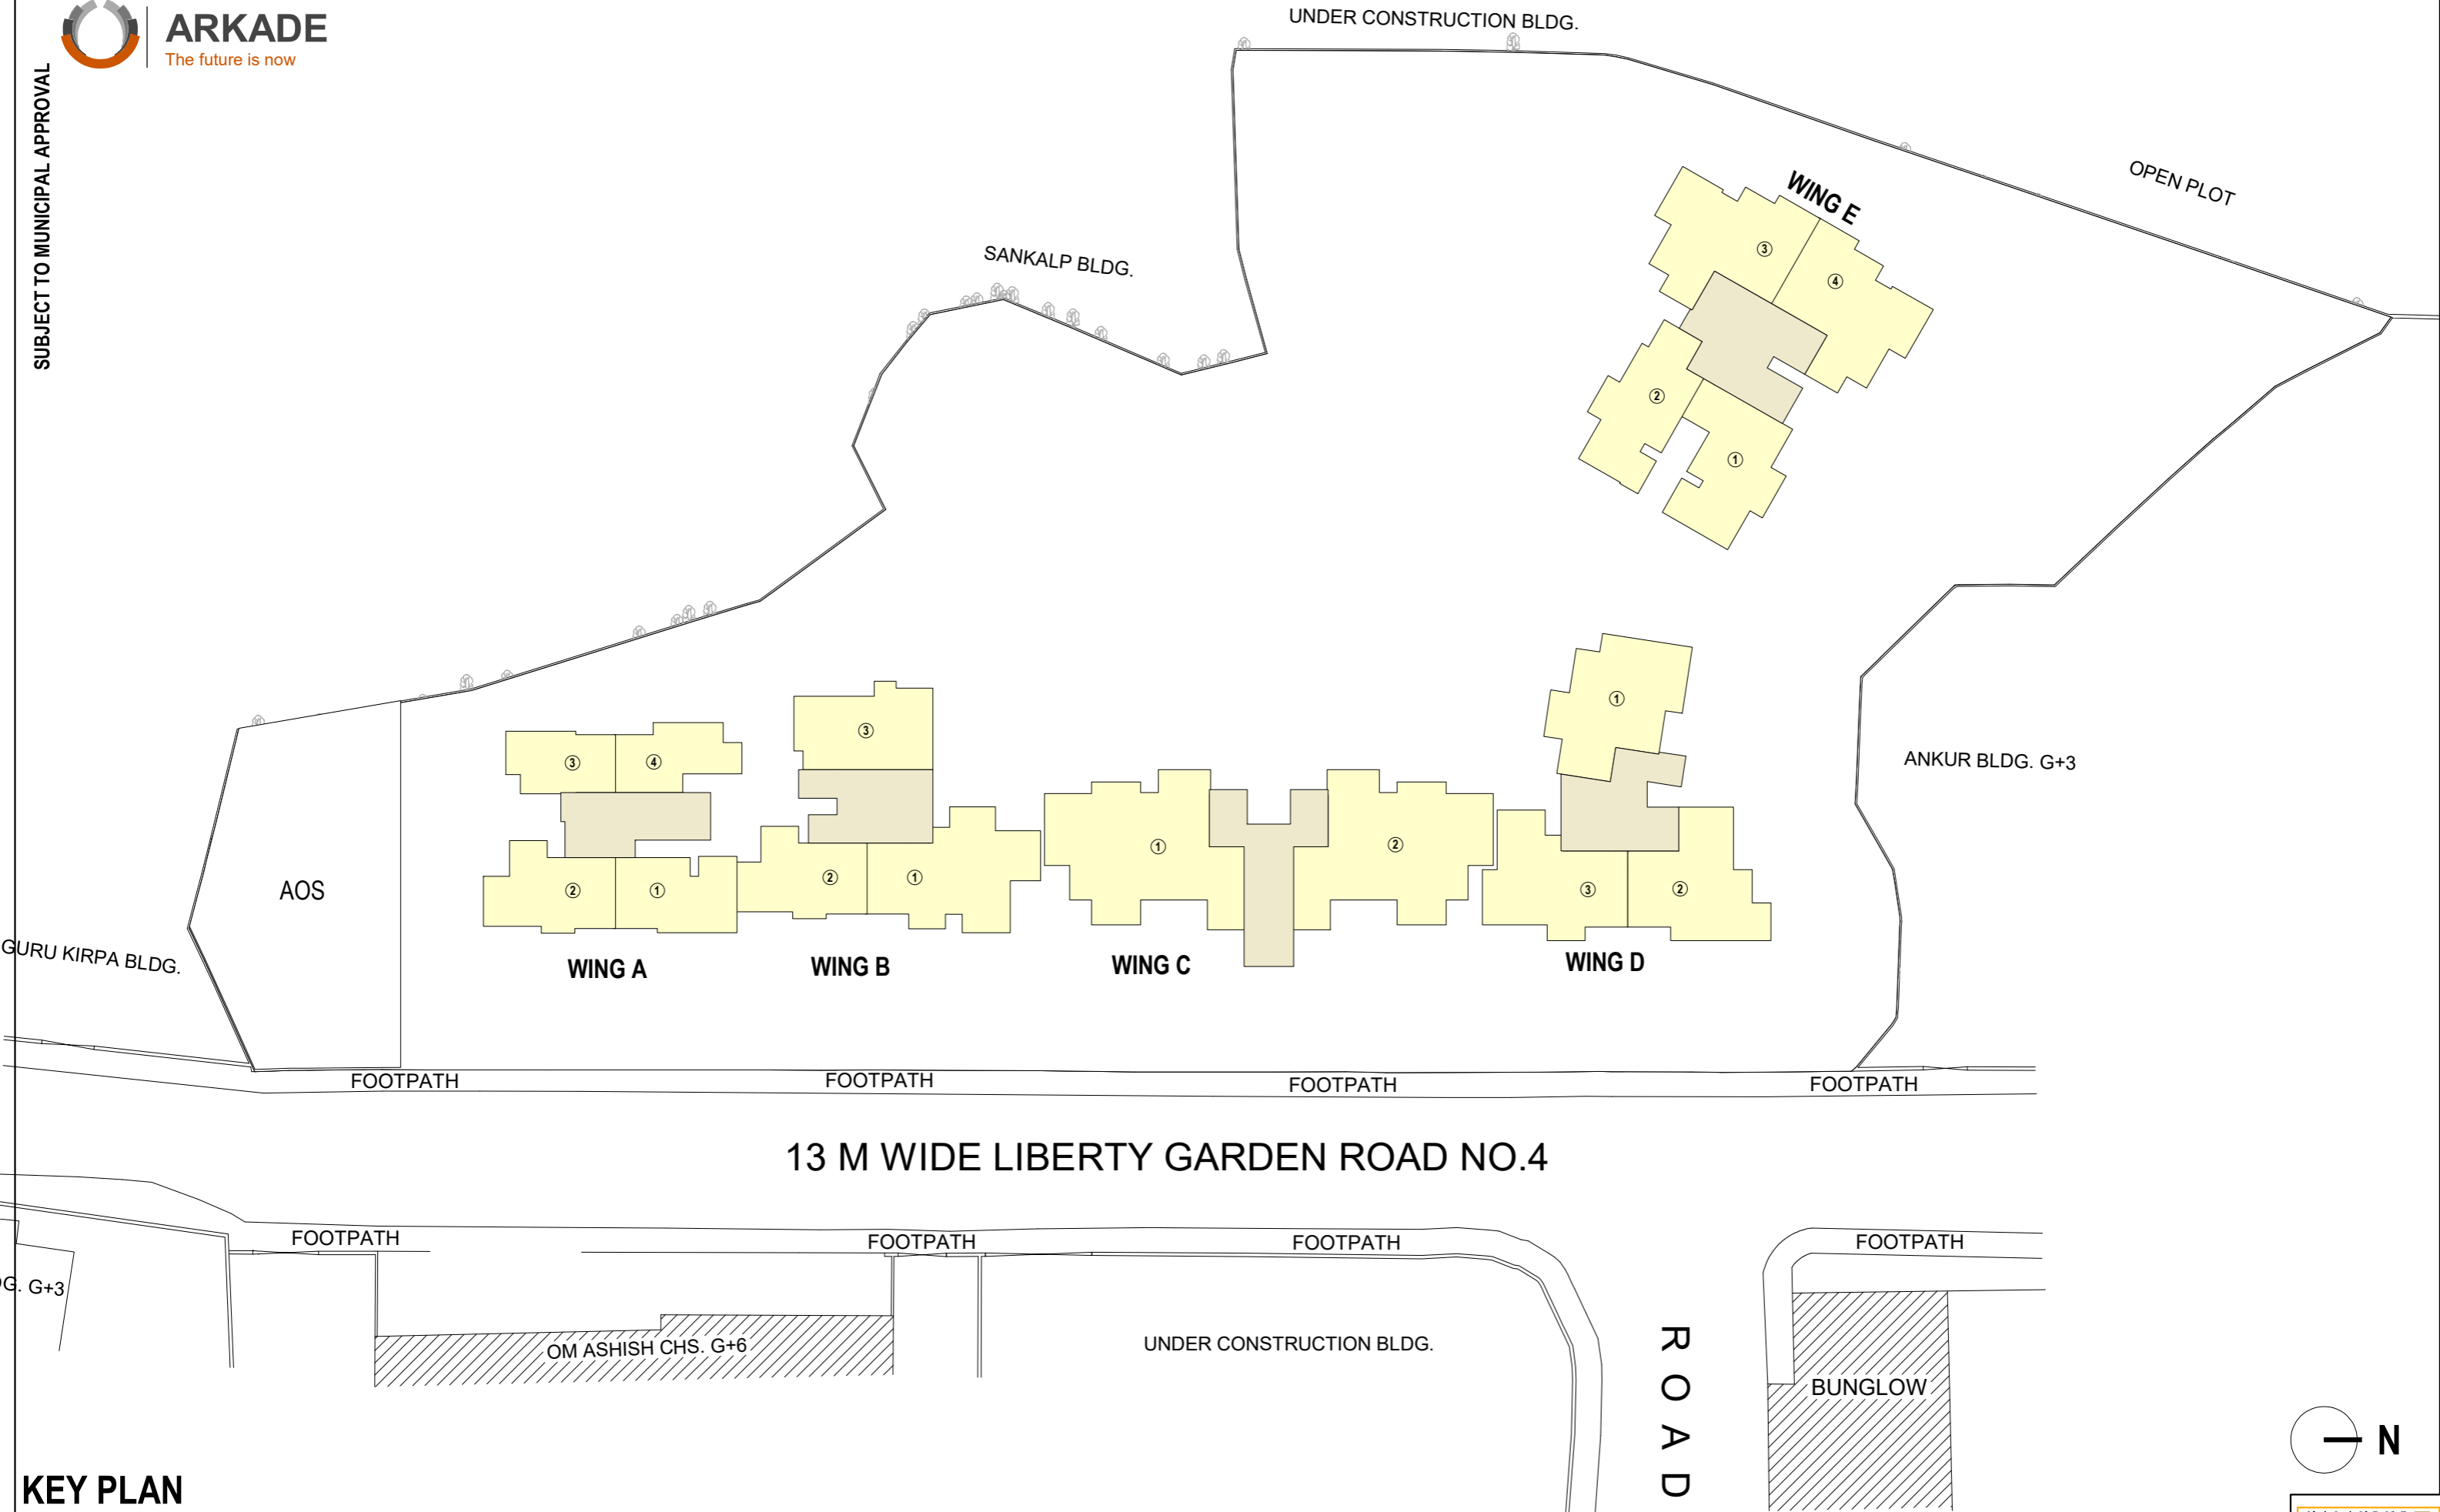 ARKADE
The future is now
SUBJECT TO MUNICIPAL APPROVAL
UNDER CONSTRUCTION BLDG.
OPEN PLOT
SANKALP BLDG.
WING E
3
4
2
1
1
3
3
4
ANKUR BLDG. G+3
1
2
AOS
2
1
2
1
3
2
GURU KIRPA BLDG.
WING A
WING B
WING C
WING D
FOOTPATH
FOOTPATH
FOOTPATH
FOOTPATH
13 M WIDE LIBERTY GARDEN ROAD NO.4
FOOTPATH
FOOTPATH
FOOTPATH
FOOTPATH
G. G+3
OM ASHISH CHS. G+6
UNDER CONSTRUCTION BLDG.
ROAD
BUNGLOW
N
KEY PLAN